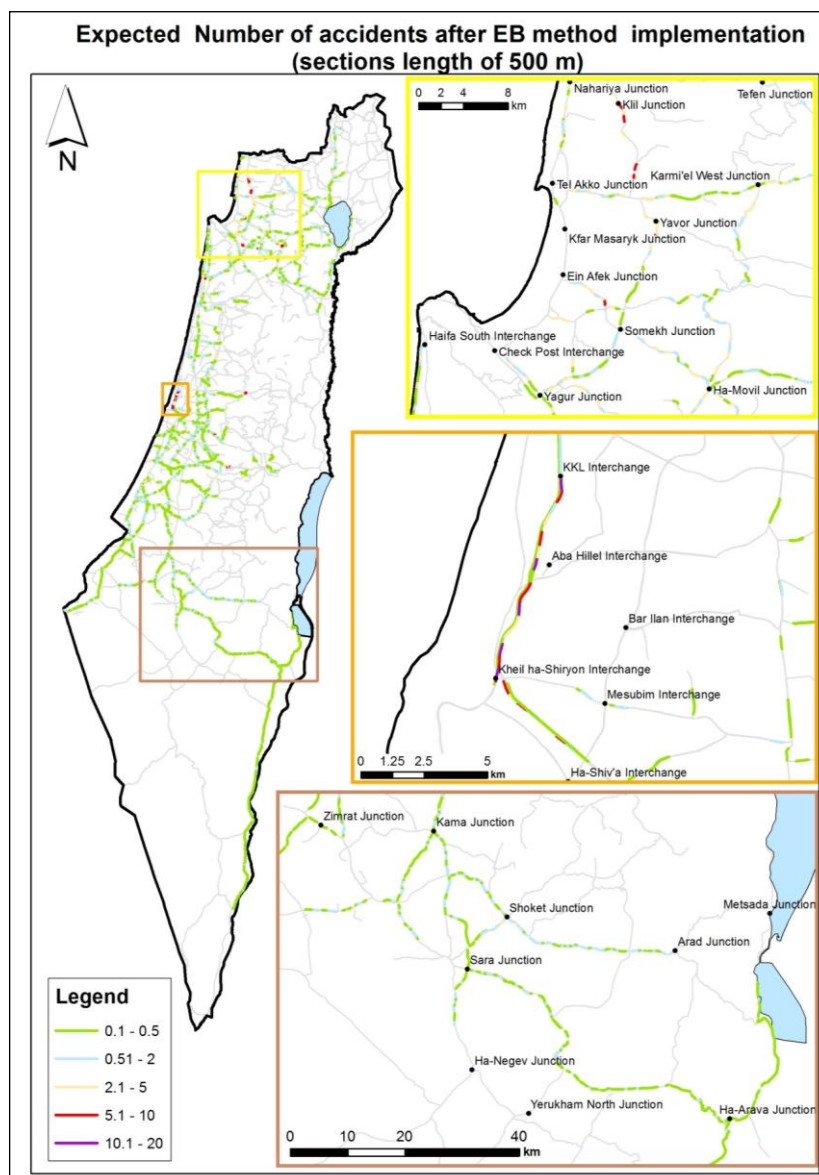 Expected Number of accidents after EB method implementation
(sections length of 500 m)
N
0 2 4 8
km
Nahariya Junction
Klil Junction
Tefen Junction
Tel Akko Junction
Karmi'el West Junction
Yavor Junction
Kfar Masaryk Junction
Ein Afek Junction
Haifa South Interchange
Check Post Interchange
Somekh Junction
Yagur Junction
Ha-Movil Junction
KKL Interchange
Aba Hillel Interchange
Bar Ilan Interchange
Kheil ha-Shiryon Interchange
Mesubim Interchange
0 1.25 2.5 5
km
Ha-Shiv'a Interchange
Zimrat Junction
Kama Junction
Shoket Junction
Metsada Junction
Arad Junction
Sara Junction
Ha-Negev Junction
Yerukham North Junction
Ha-Arava Junction
0 10 20 40
km
Legend
0.1 - 0.5
0.51 - 2
2.1 - 5
5.1 - 10
10.1 - 20